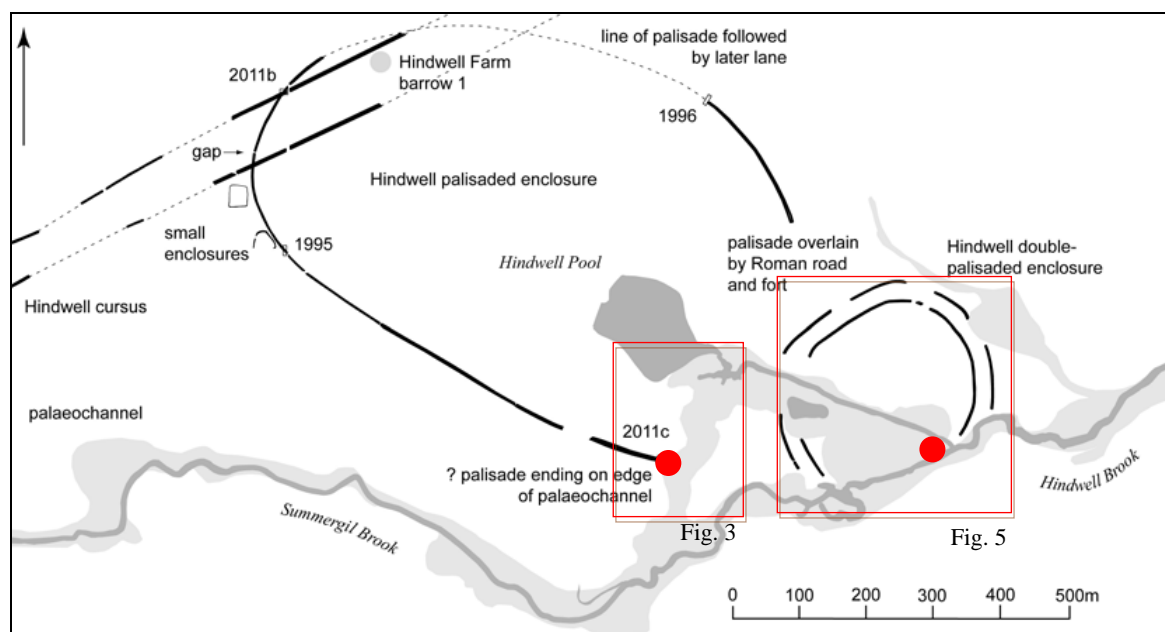 line of palisade followed
by later lane
2011b
Hindwell Farm
barrow 1
1996
gap
Hindwell palisaded enclosure
small
enclosures
1995
Hindwell Pool
palisade overlain
by Roman road
and fort
Hindwell double-
palisaded enclosure
Hindwell cursus
palaeochannel
2011c
? palisade ending on edge
of palaeochannel
Summergil Brook
Hindwell Brook
Fig. 3
Fig. 5
0 100 200 300 400 500m